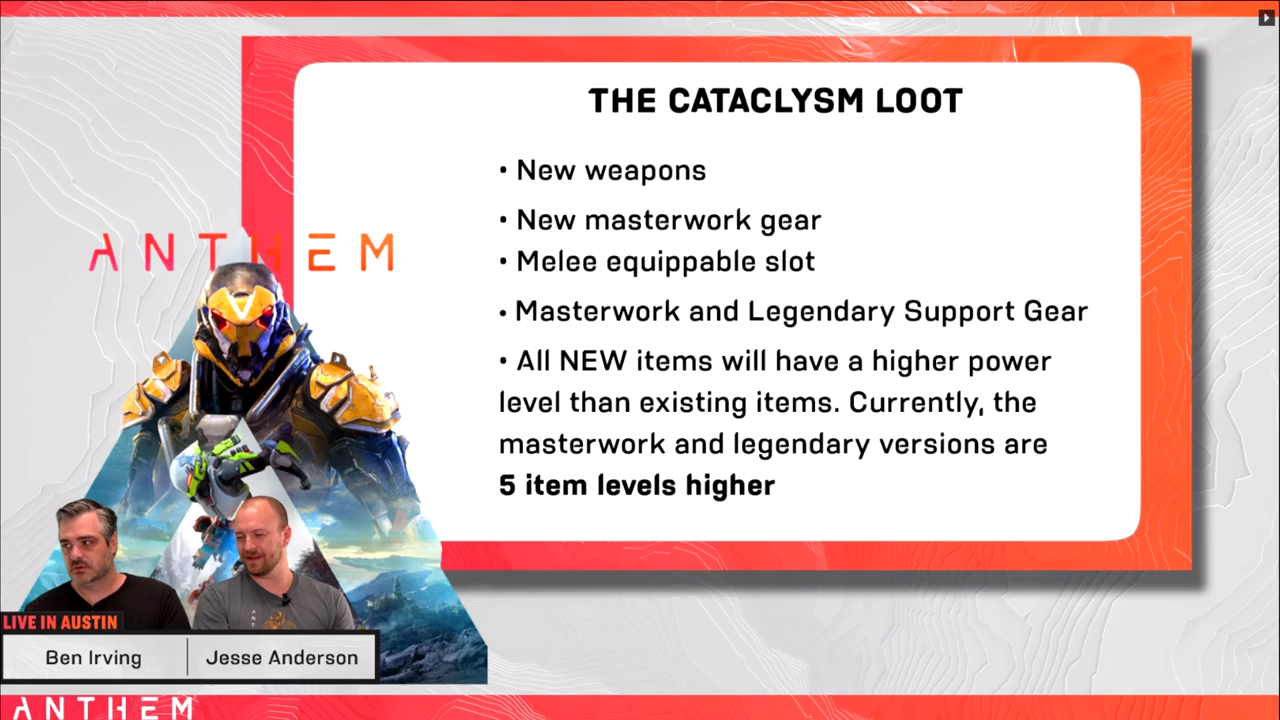 THE CATACLYSM LOOT
• New weapons
• New masterwork gear
• Melee equippable slot
• Masterwork and Legendary Support Gear
• All NEW items will have a higher power
level than existing items. Currently, the
masterwork and legendary versions are
5 item levels higher
ANTHEM
LIVE IN AUSTIN
Ben Irving
Jesse Anderson
ANTHEM